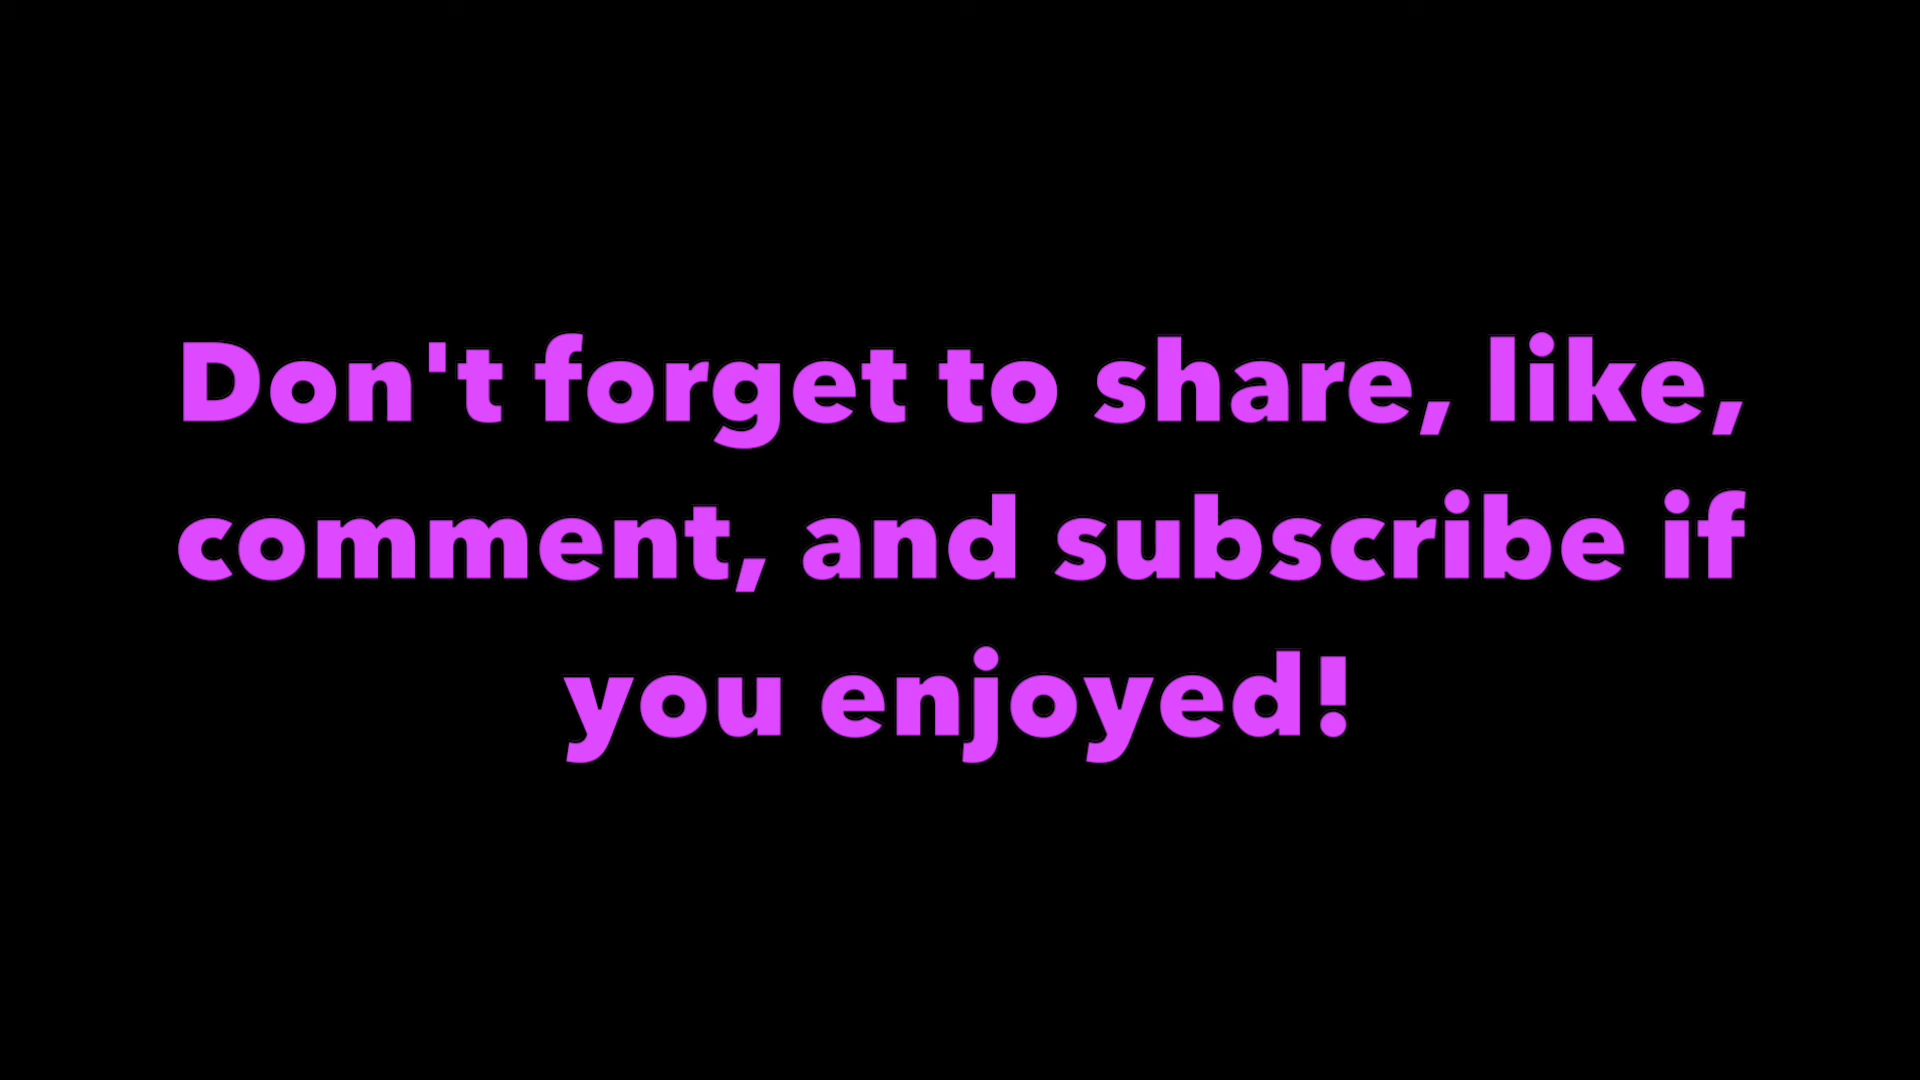 Don't forget to share, like,
comment, and subscribe if
you enjoyed!